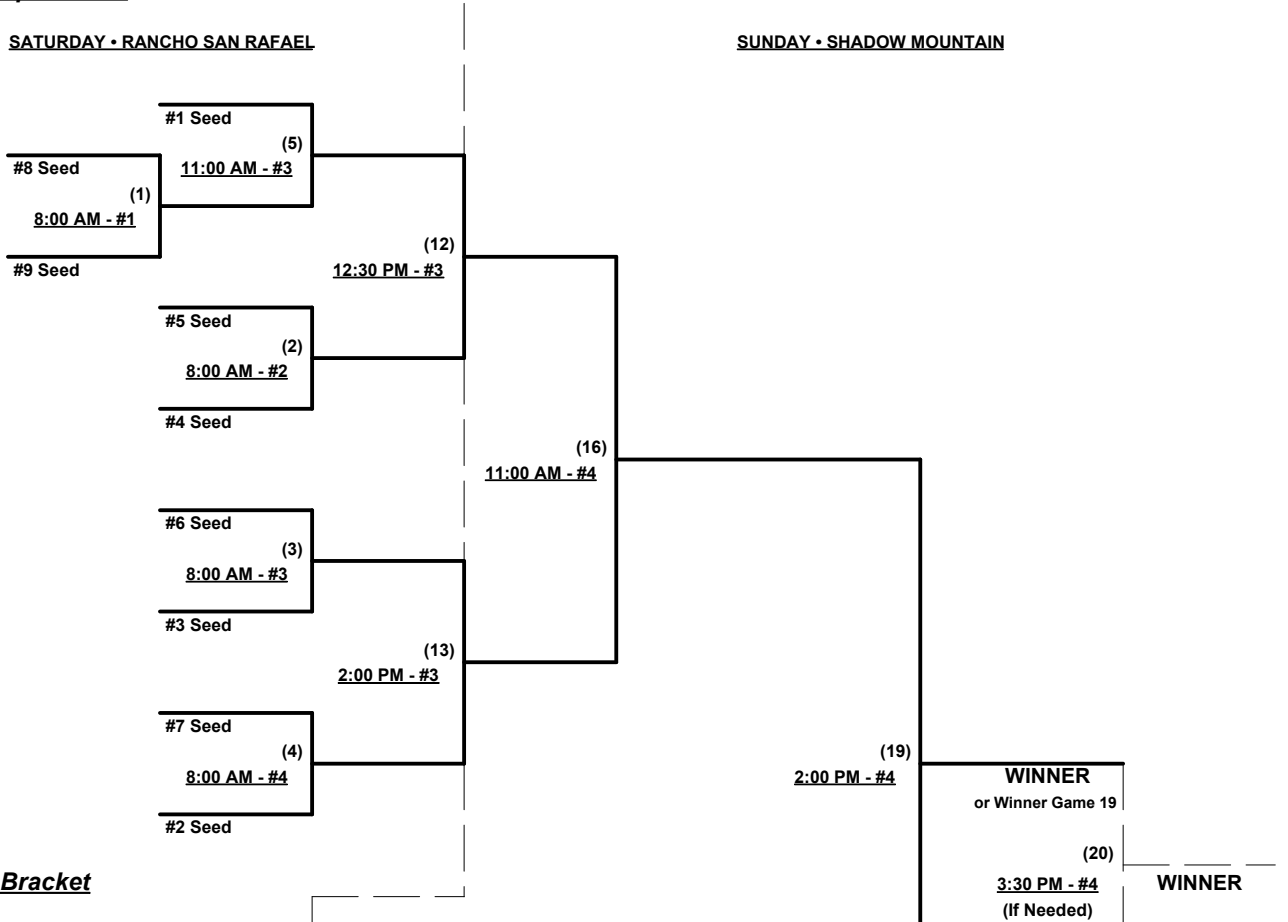 SATURDAY • RANCHO SAN RAFAEL
SUNDAY • SHADOW MOUNTAIN
#1 Seed
(5)
11:00 AM - #3
#8 Seed
(1)
8:00 AM - #1
#9 Seed
(12)
12:30 PM - #3
#5 Seed
(2)
8:00 AM - #2
#4 Seed
(16)
11:00 AM - #4
#6 Seed
(3)
8:00 AM - #3
#3 Seed
(13)
2:00 PM - #3
#7 Seed
(4)
8:00 AM - #4
#2 Seed
(19)
2:00 PM - #4
WINNER
or Winner Game 19
(20)
3:30 PM - #4
(If Needed)
WINNER
Bracket